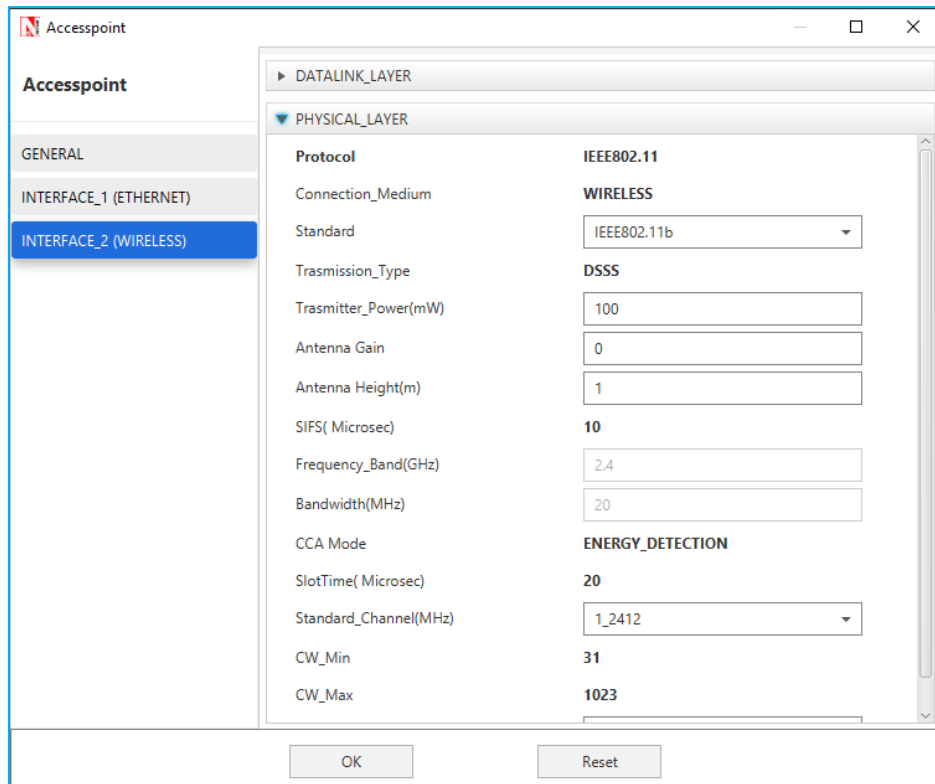 Accesspoint
Accesspoint
GENERAL
INTERFACE_1 (ETHERNET)
INTERFACE_2 (WIRELESS)
DATALINK_LAYER
PHYSICAL_LAYER
Protocol IEEE802.11
Connection_Medium WIRELESS
Standard IEEE802.11b
Trasmission_Type DSSS
Trasmitter_Power(mW) 100
Antenna Gain 0
Antenna Height(m) 1
SIFS( Microsec) 10
Frequency_Band(GHz) 2.4
Bandwidth(MHz) 20
CCA Mode ENERGY_DETECTION
SlotTime( Microsec) 20
Standard_Channel(MHz) 1_2412
CW_Min 31
CW_Max 1023
OK Reset